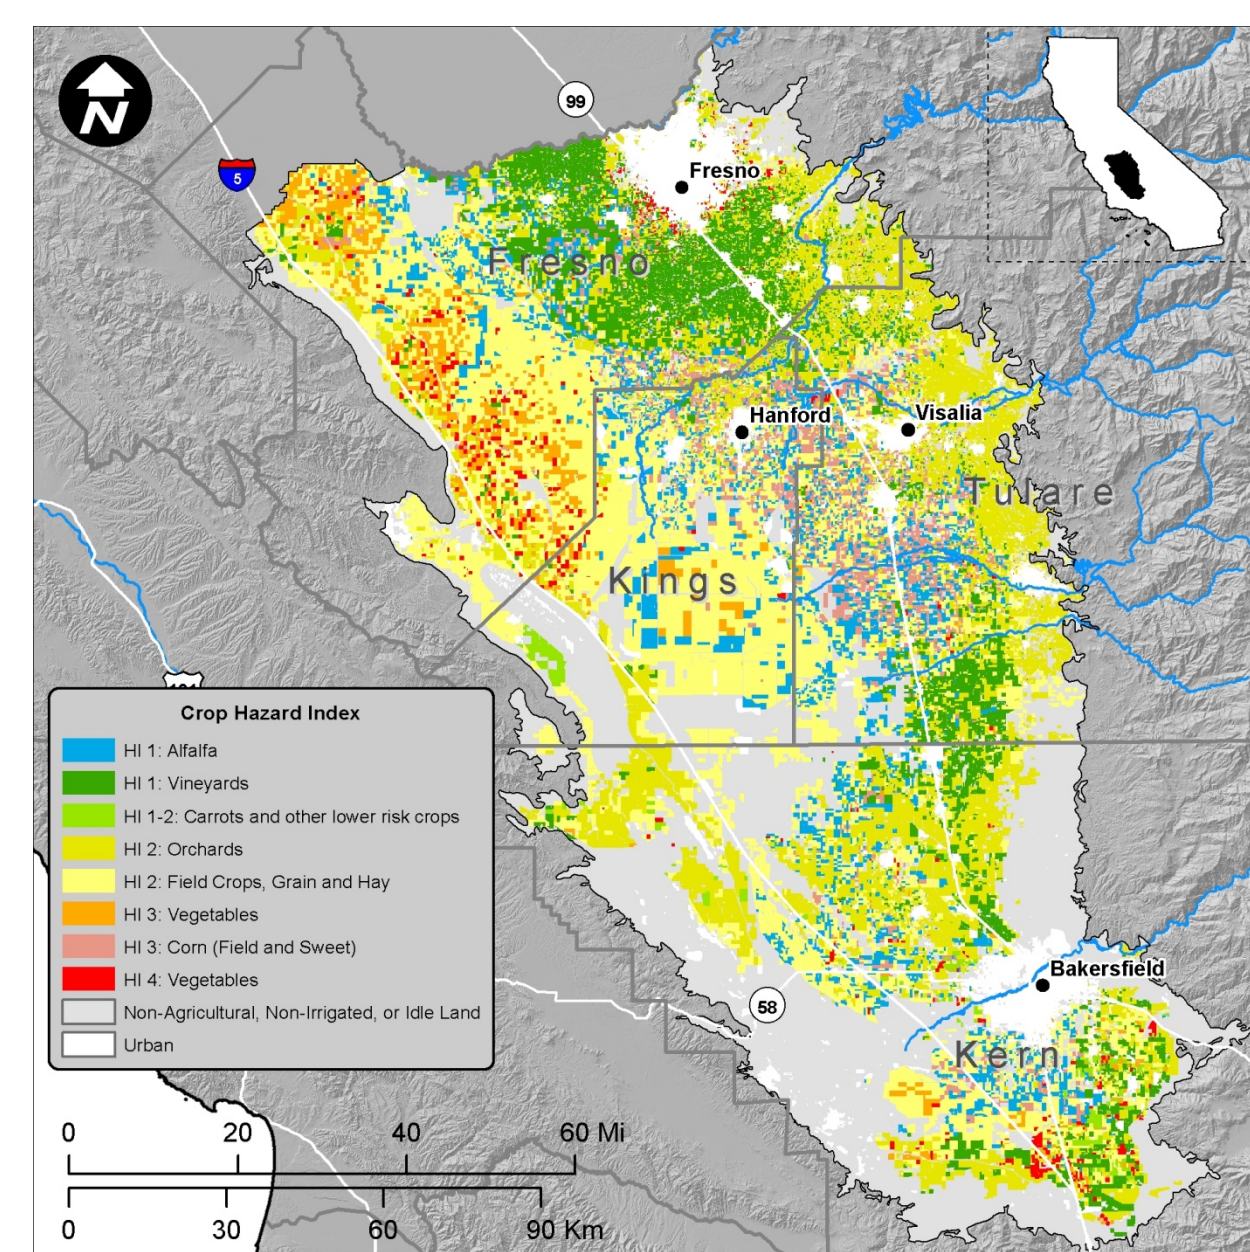 N
5
99
Fresno
Fresno
Hanford
Visalia
Tulare
Kings
Crop Hazard Index
HI 1: Alfalfa
HI 1: Vineyards
HI 1-2: Carrots and other lower risk crops
HI 2: Orchards
HI 2: Field Crops, Grain and Hay
HI 3: Vegetables
HI 3: Corn (Field and Sweet)
HI 4: Vegetables
Non-Agricultural, Non-Irrigated, or Idle Land
Urban
Bakersfield
58
Kern
0 20 40 60 Mi
0 30 60 90 Km